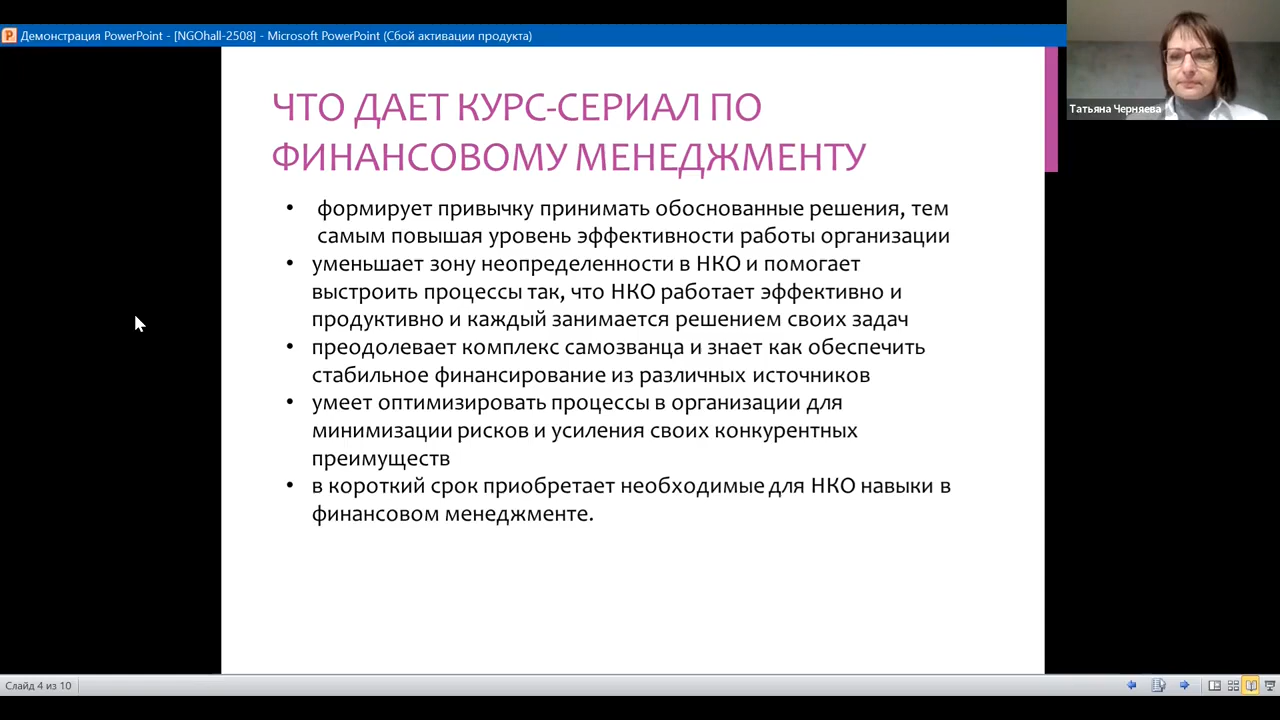 Демонстрация PowerPoint - [NGOhall-2508] - Microsoft PowerPoint (Сбой активации продукта)
Татьяна Черняева
ЧТО ДАЕТ КУРС-СЕРИАЛ ПО
ФИНАНСОВОМУ МЕНЕДЖМЕНТУ
• формирует привычку принимать обоснованные решения, тем
самым повышая уровень эффективности работы организации
• уменьшает зону неопределенности в НКО и помогает
выстроить процессы так, что НКО работает эффективно и
продуктивно и каждый занимается решением своих задач
• преодолевает комплекс самозванца и знает как обеспечить
стабильное финансирование из различных источников
• умеет оптимизировать процессы в организации для
минимизации рисков и усиления своих конкурентных
преимуществ
• в короткий срок приобретает необходимые для НКО навыки в
финансовом менеджменте.
Слайд 4 из 10